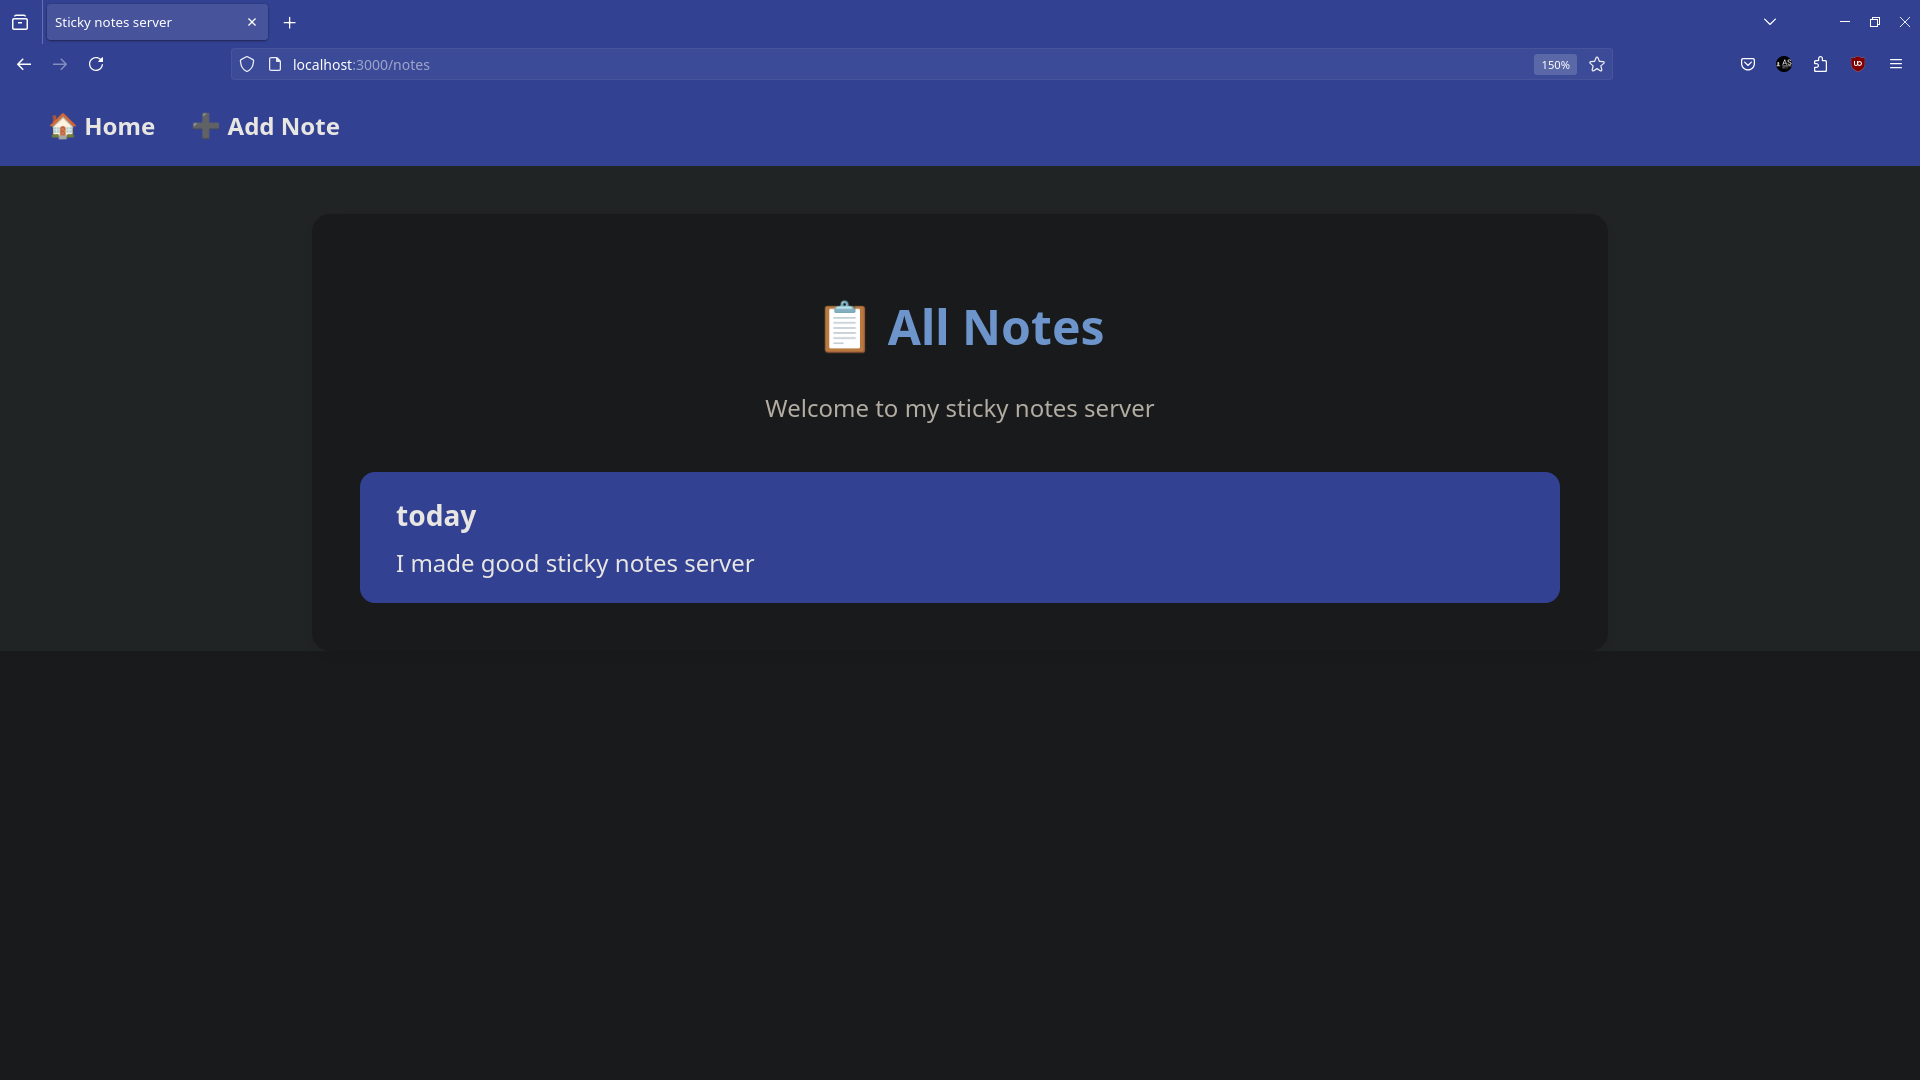 Sticky notes server
localhost:3000/notes
150%
🏠 Home
➕ Add Note
📋 All Notes
Welcome to my sticky notes server
today
I made good sticky notes server